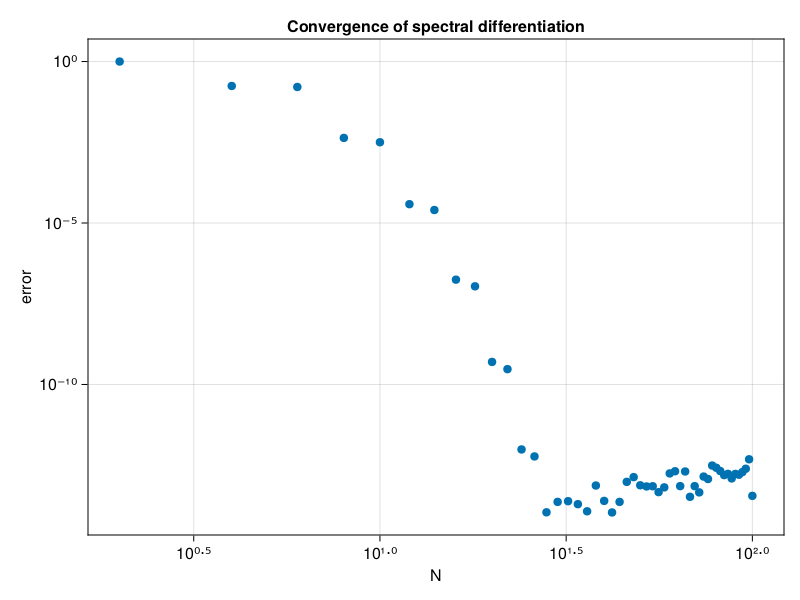 Convergence of spectral differentiation
10⁰
10⁻⁵
10⁻¹⁰
error
10⁰·⁵
10¹·⁰
10¹·⁵
10²·⁰
N